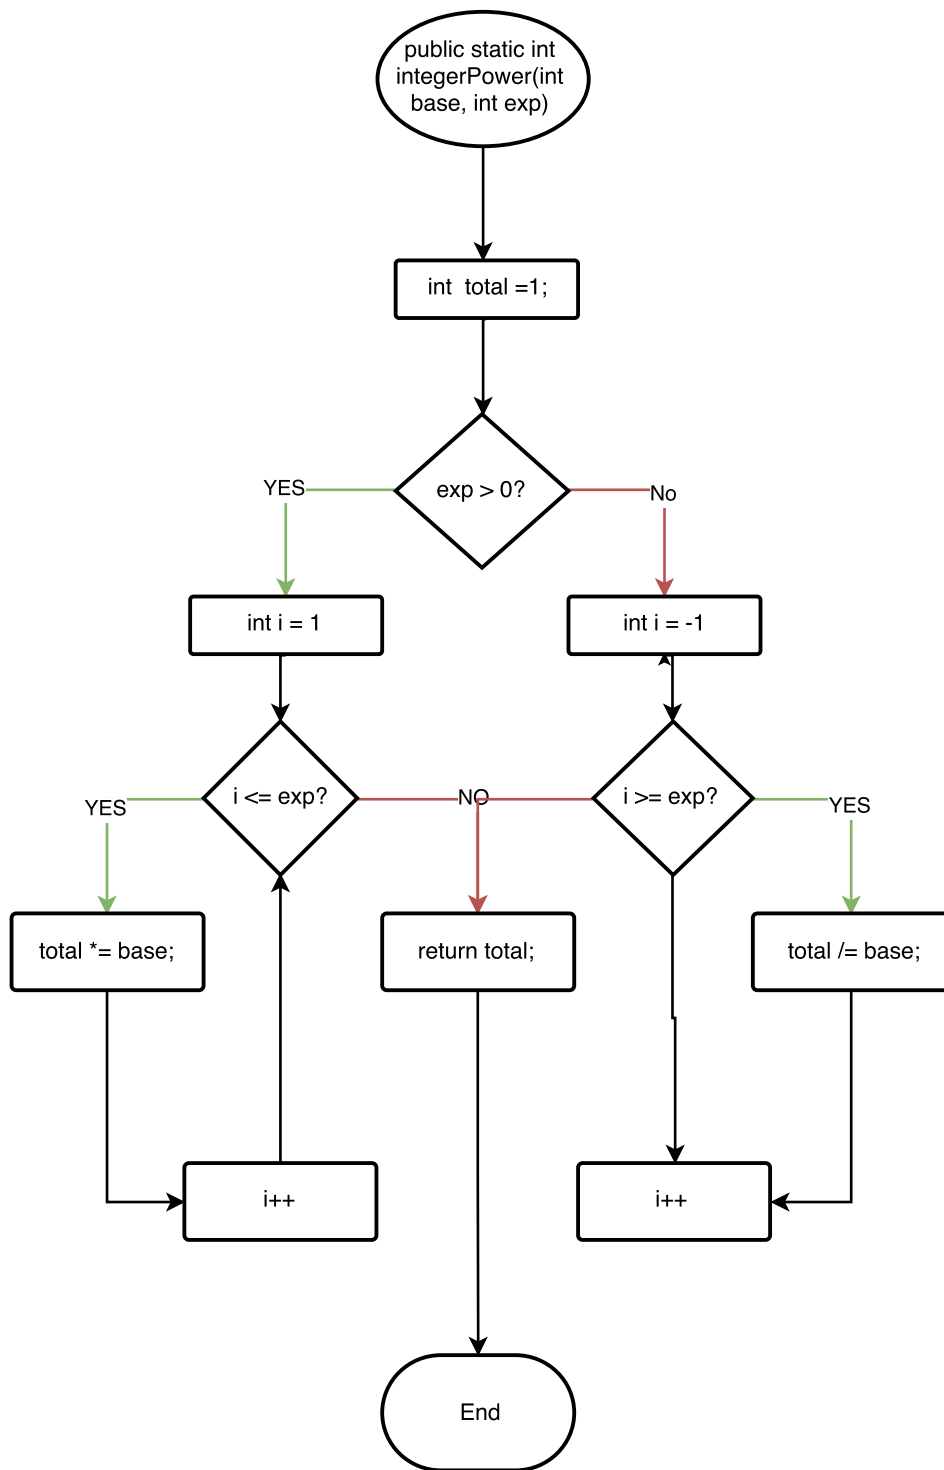 public static int
integerPower(int
base, int exp)
int  total =1;
exp > 0?
YES
No
int i = 1
int i = -1
i <= exp?
NO
i >= exp?
YES
YES
total *= base;
return total;
total /= base;
i++
i++
End